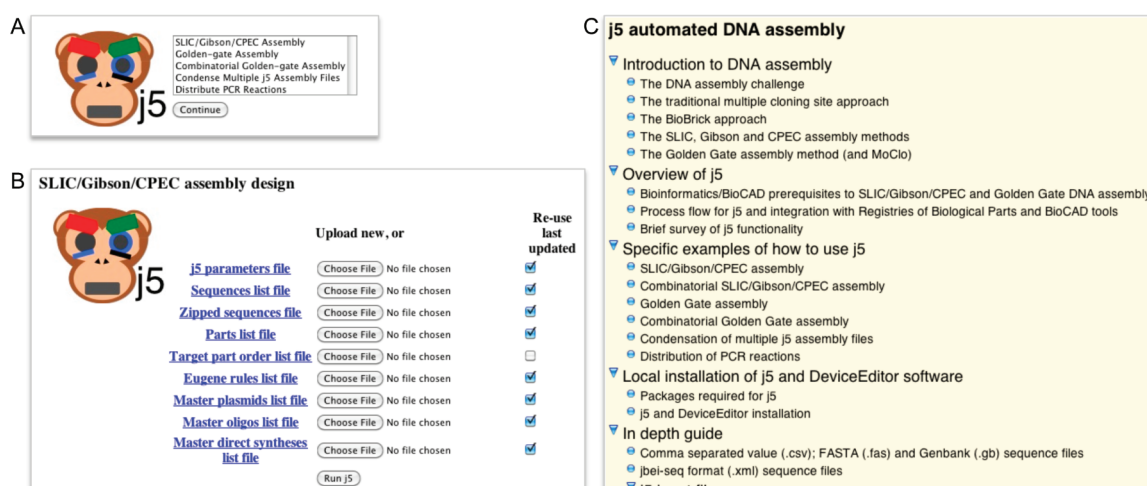 A
SLIC/Gibson/CPEC Assembly
Golden-gate Assembly
Combinatorial Golden-gate Assembly
Condense Multiple j5 Assembly Files
Distribute PCR Reactions
j5
Continue
B
SLIC/Gibson/CPEC assembly design
j5
Upload new, or
Re-use
last
updated
j5 parameters file Choose File No file chosen
Sequences list file Choose File No file chosen
Zipped sequences file Choose File No file chosen
Parts list file Choose File No file chosen
Target part order list file Choose File No file chosen
Eugene rules list file Choose File No file chosen
Master plasmids list file Choose File No file chosen
Master oligos list file Choose File No file chosen
Master direct syntheses
list file Choose File No file chosen
Run j5
C
j5 automated DNA assembly
Introduction to DNA assembly
The DNA assembly challenge
The traditional multiple cloning site approach
The BioBrick approach
The SLIC, Gibson and CPEC assembly methods
The Golden Gate assembly method (and MoClo)
Overview of j5
Bioinformatics/BioCAD prerequisites to SLIC/Gibson/CPEC and Golden Gate DNA assembly
Process flow for j5 and integration with Registries of Biological Parts and BioCAD tools
Brief survey of j5 functionality
Specific examples of how to use j5
SLIC/Gibson/CPEC assembly
Combinatorial SLIC/Gibson/CPEC assembly
Golden Gate assembly
Combinatorial Golden Gate assembly
Condensation of multiple j5 assembly files
Distribution of PCR reactions
Local installation of j5 and DeviceEditor software
Packages required for j5
j5 and DeviceEditor installation
In depth guide
Comma separated value (.csv); FASTA (.fas) and Genbank (.gb) sequence files
jbei-seq format (.xml) sequence files